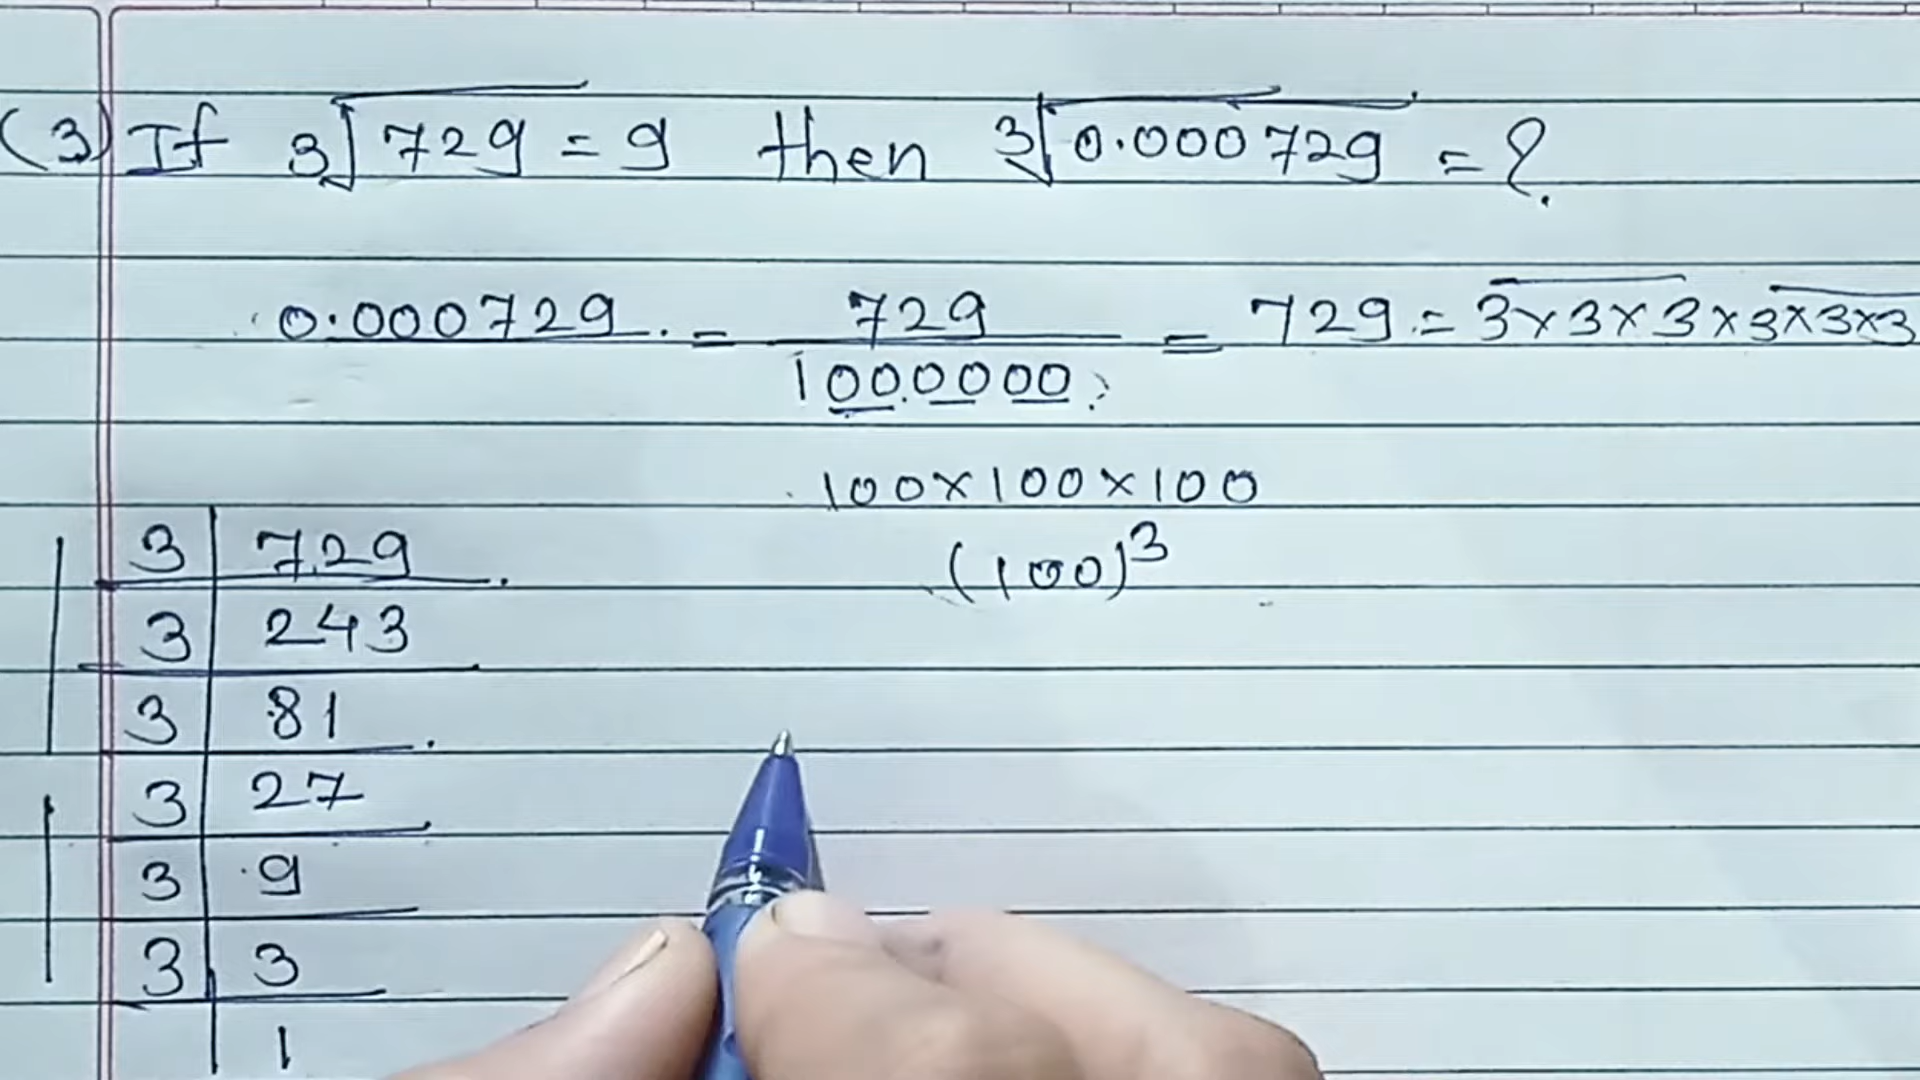 (3) If ∛729 = 9 then ∛0.000729 = ?
0.000729 = 729/1000000 = 729 = 3×3×3×3×3×3
100×100×100
(100)³
3 | 729
3 | 243
3 | 81
3 | 27
3 | 9
3 | 3
1